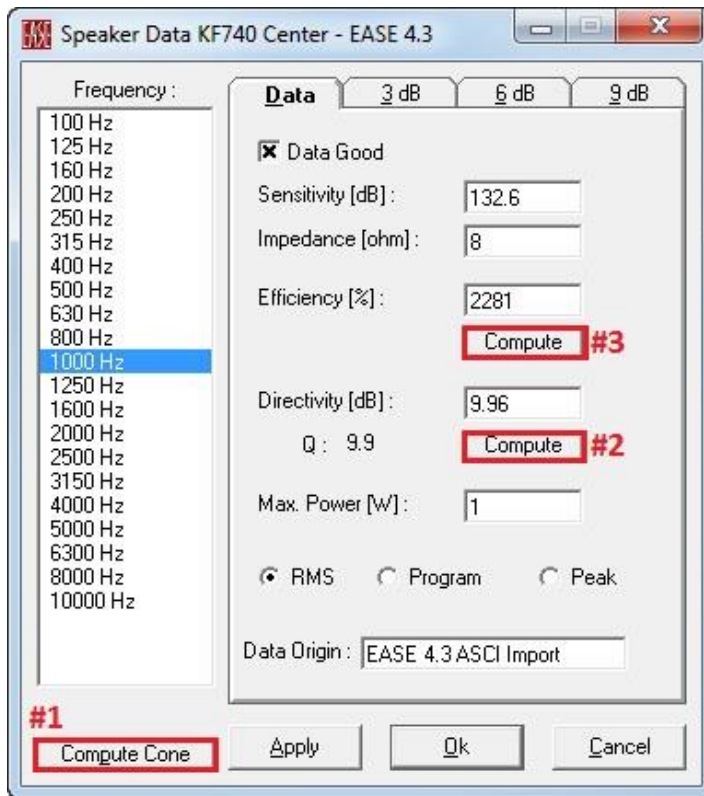 EASE Speaker Data KF740 Center - EASE 4.3
Frequency :
100 Hz
125 Hz
160 Hz
200 Hz
250 Hz
315 Hz
400 Hz
500 Hz
630 Hz
800 Hz
1000 Hz
1250 Hz
1600 Hz
2000 Hz
2500 Hz
3150 Hz
4000 Hz
5000 Hz
6300 Hz
8000 Hz
10000 Hz
#1
Compute Cone
Data 3 dB 6 dB 9 dB
Data Good
Sensitivity [dB] : 132.6
Impedance [ohm] : 8
Efficiency [%] : 2281
Compute #3
Directivity [dB] : 9.96
Q : 9.9 Compute #2
Max. Power [W] : 1
RMS Program Peak
Data Origin : EASE 4.3 ASCI Import
Apply Ok Cancel